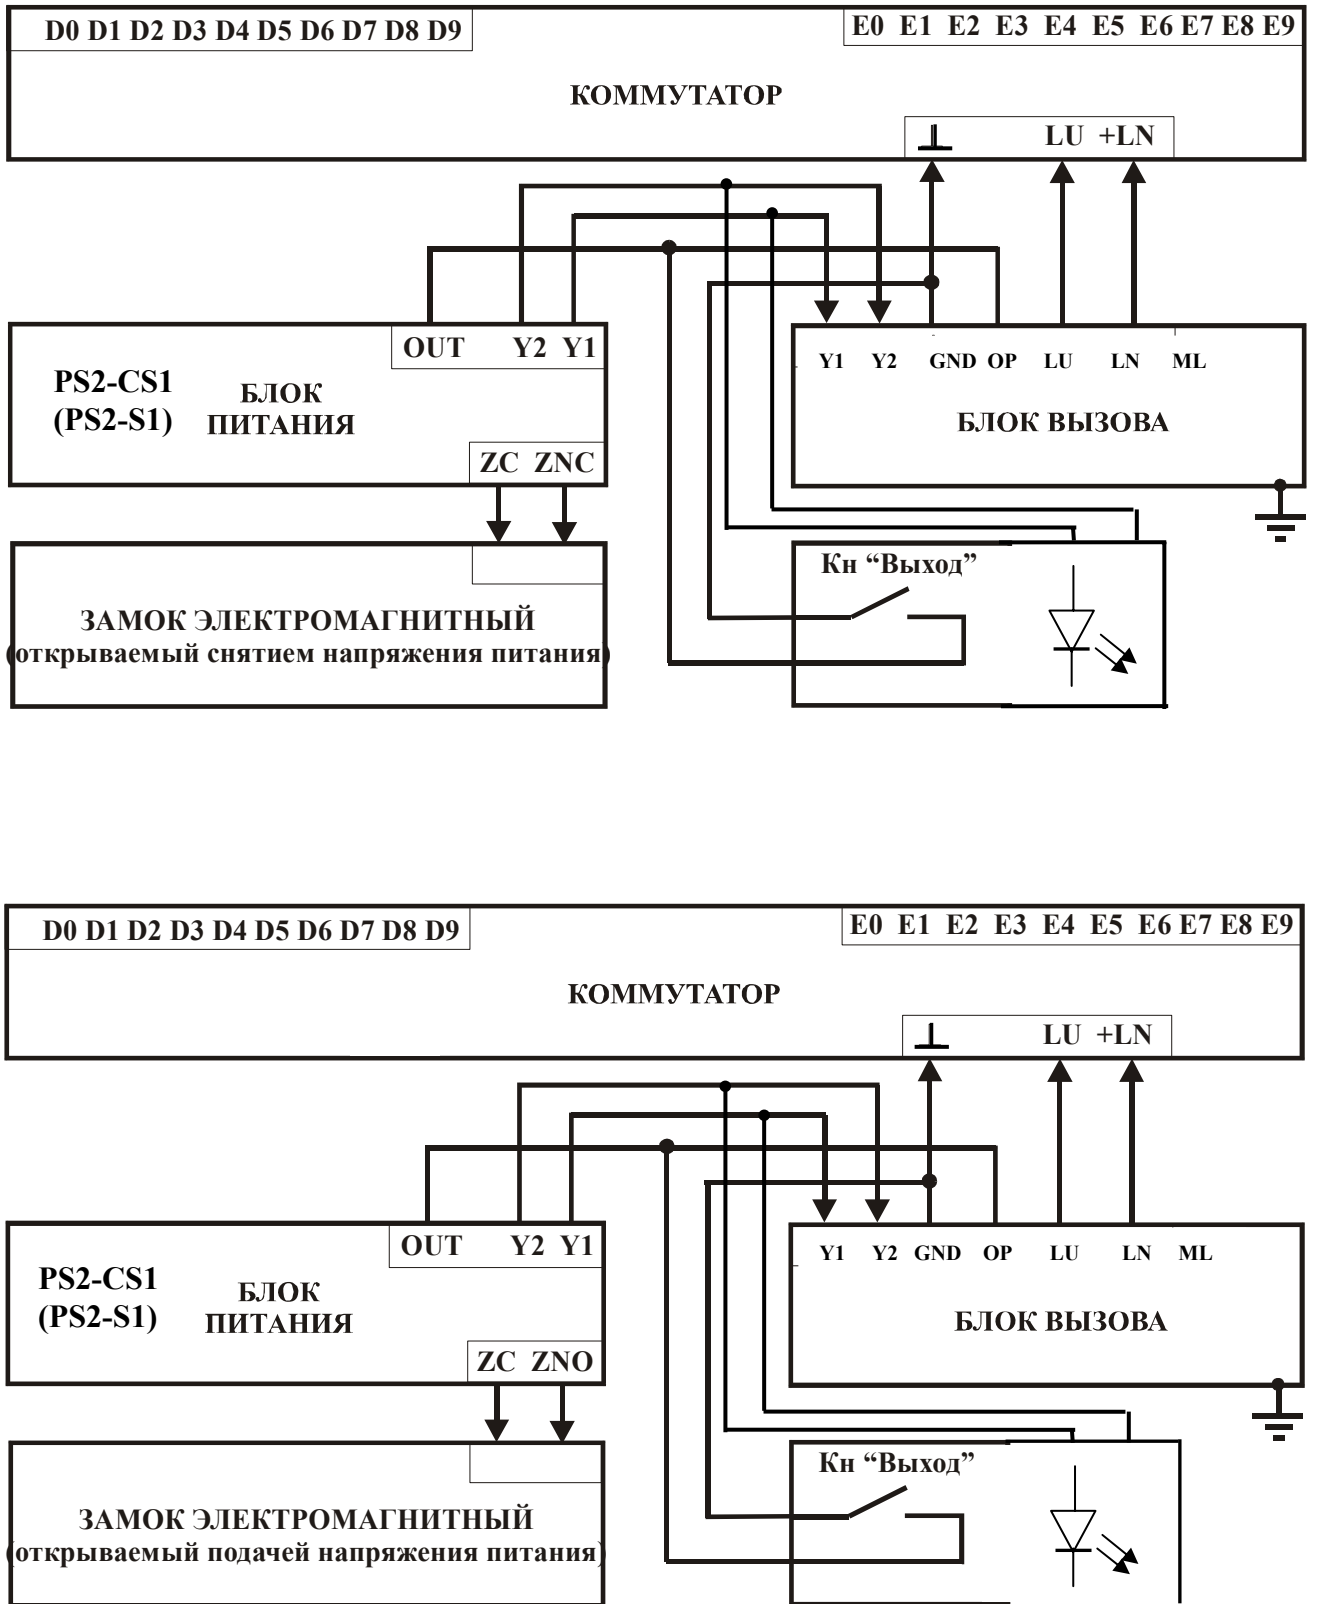 D0 D1 D2 D3 D4 D5 D6 D7 D8 D9
E0 E1 E2 E3 E4 E5 E6 E7 E8 E9
КОММУТАТОР
LU +LN
OUT Y2 Y1
PS2-CS1
(PS2-S1)
БЛОК
ПИТАНИЯ
ZC ZNC
Y1 Y2 GND OP LU LN ML
БЛОК ВЫЗОВА
ЗАМОК ЭЛЕКТРОМАГНИТНЫЙ
(открываемый снятием напряжения питания)
Кн “Выход”
D0 D1 D2 D3 D4 D5 D6 D7 D8 D9
E0 E1 E2 E3 E4 E5 E6 E7 E8 E9
КОММУТАТОР
LU +LN
OUT Y2 Y1
PS2-CS1
(PS2-S1)
БЛОК
ПИТАНИЯ
ZC ZNO
Y1 Y2 GND OP LU LN ML
БЛОК ВЫЗОВА
ЗАМОК ЭЛЕКТРОМАГНИТНЫЙ
(открываемый подачей напряжения питания)
Кн “Выход”